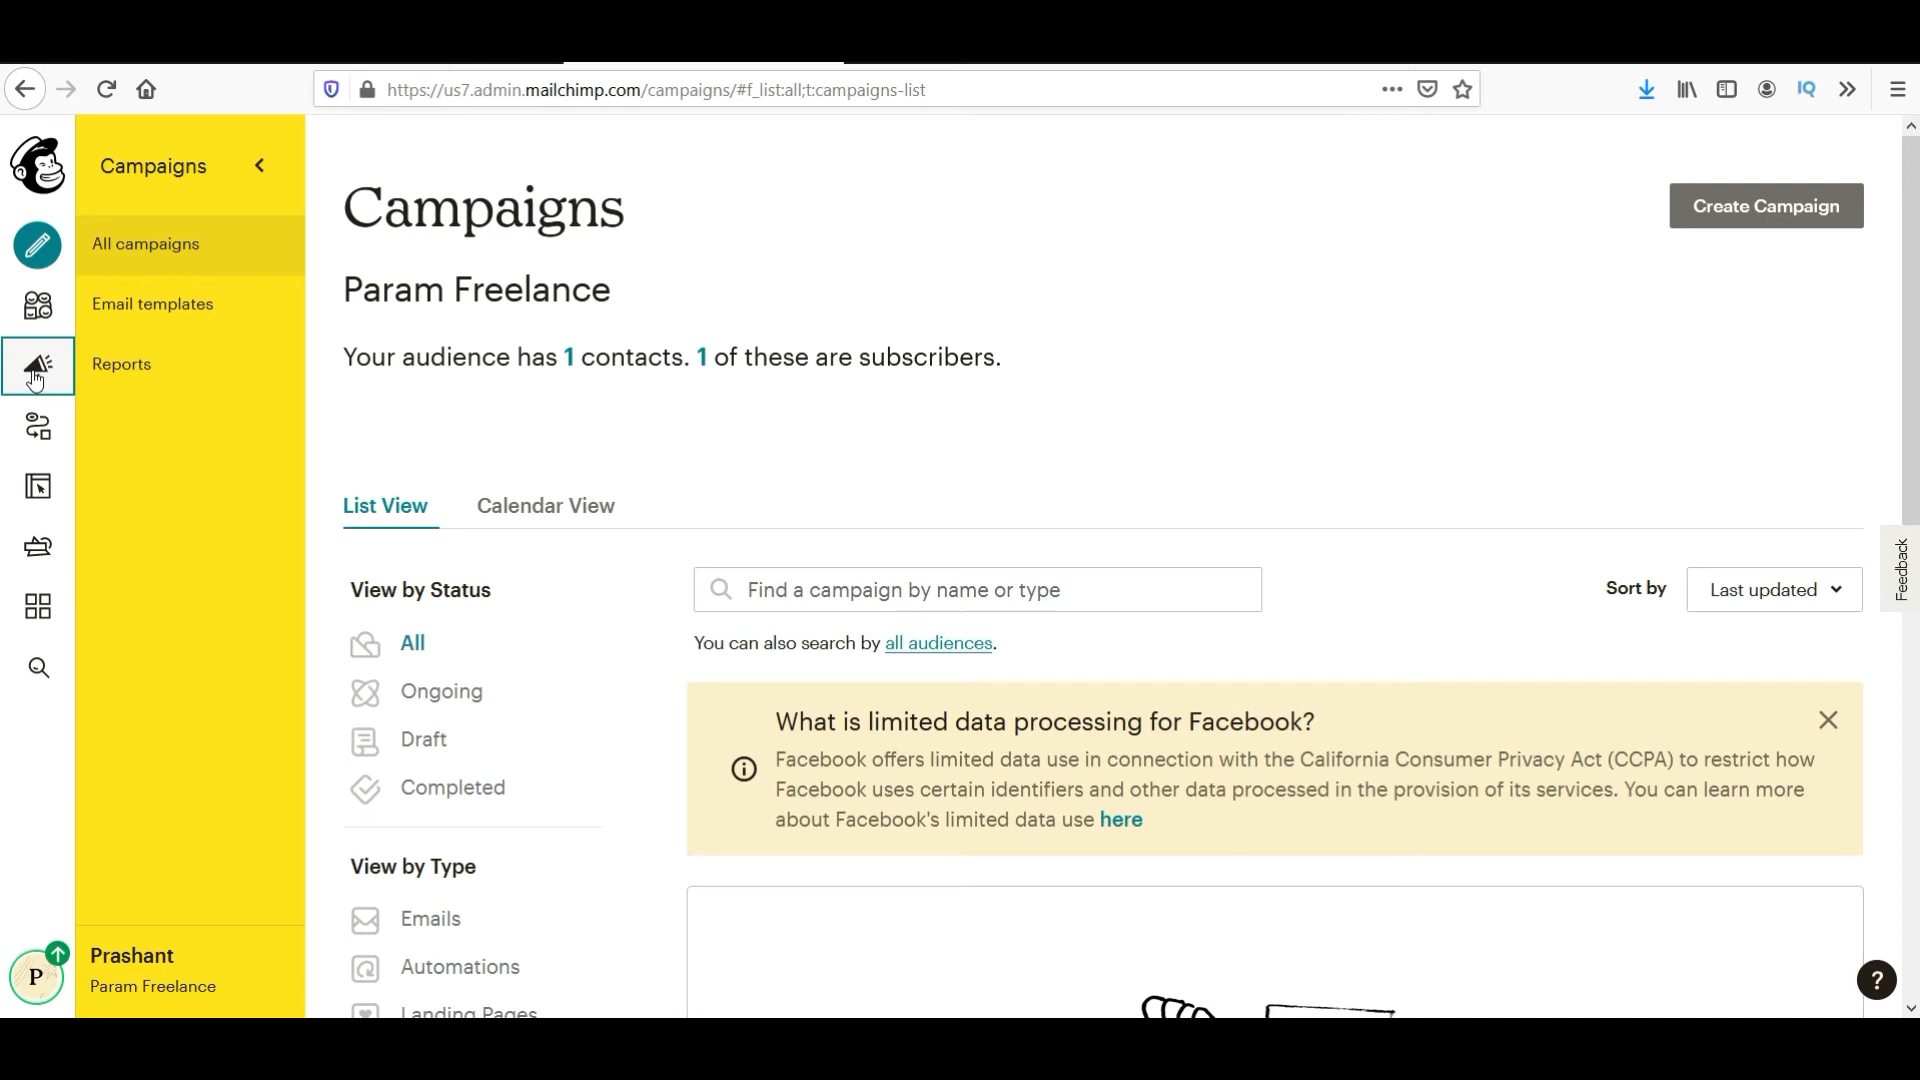 https://us7.admin.mailchimp.com/campaigns/#f_list:all;t:campaigns-list
IQ
Campaigns
All campaigns
Email templates
Reports
Prashant
Param Freelance
P
Campaigns
Create Campaign
Param Freelance
Your audience has 1 contacts. 1 of these are subscribers.
List View
Calendar View
View by Status
All
Ongoing
Draft
Completed
View by Type
Emails
Automations
Landing Pages
Find a campaign by name or type
Sort by
Last updated
You can also search by all audiences.
What is limited data processing for Facebook?
Facebook offers limited data use in connection with the California Consumer Privacy Act (CCPA) to restrict how
Facebook uses certain identifiers and other data processed in the provision of its services. You can learn more
about Facebook's limited data use here
Feedback
?